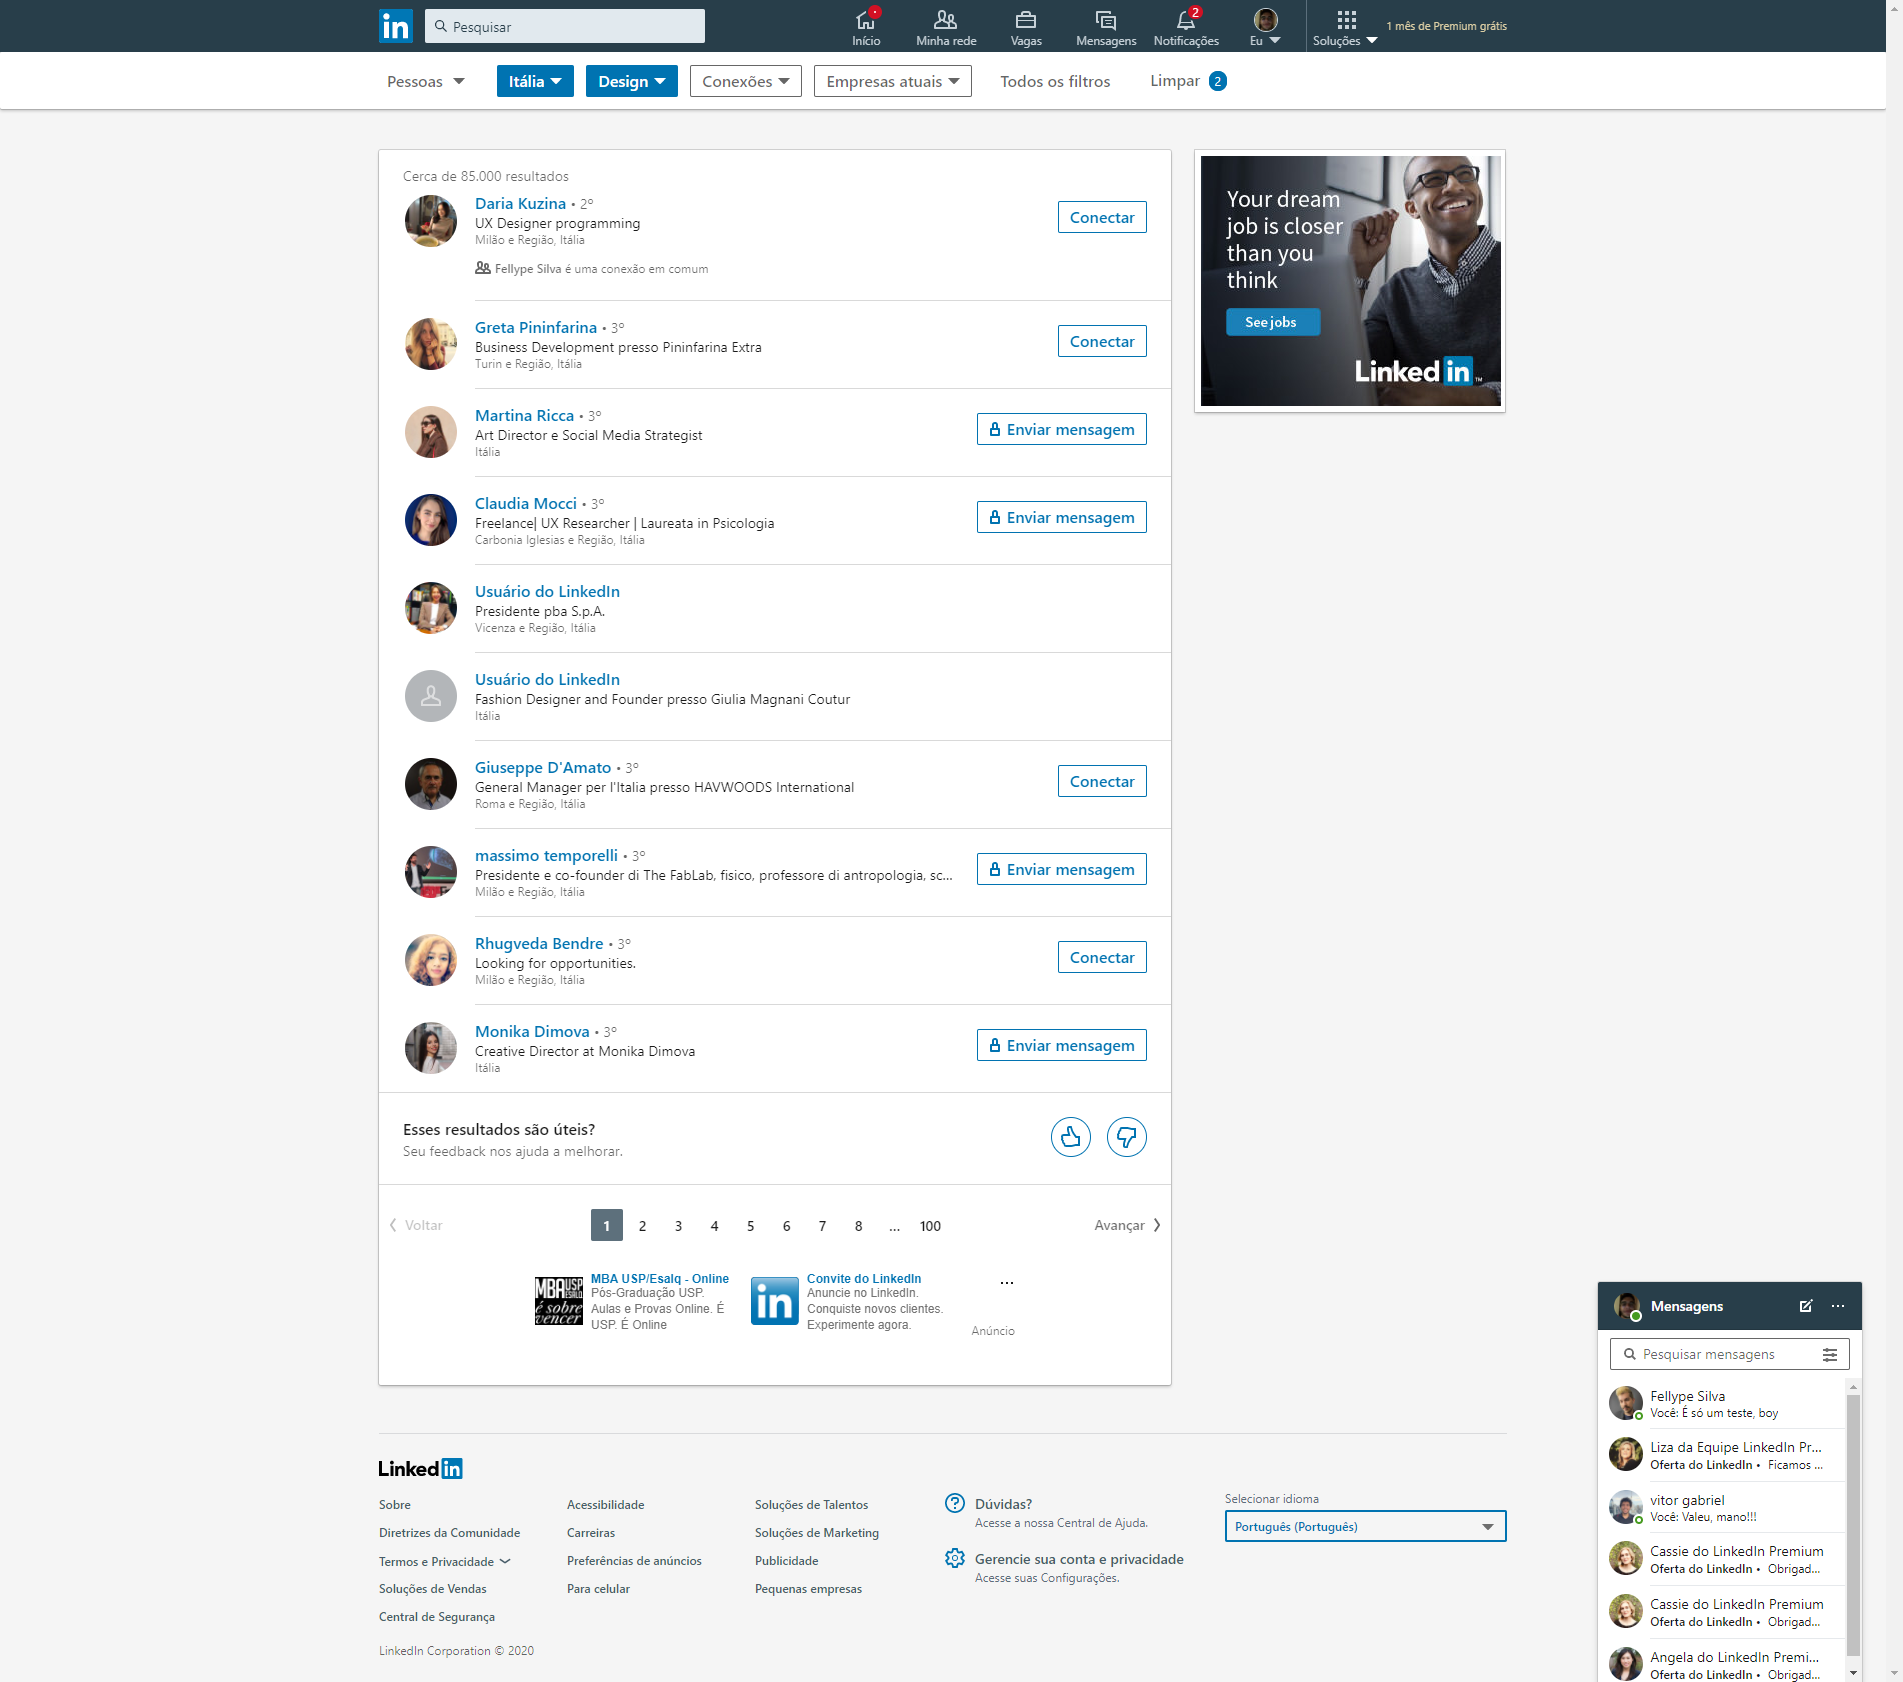 in
Pesquisar
Início
Minha rede
Vagas
Mensagens
2
Notificações
Eu
Soluções
1 mês de Premium grátis
Pessoas
Itália
Design
Conexões
Empresas atuais
Todos os filtros
Limpar 2
Cerca de 85.000 resultados
Daria Kuzina • 2º
UX Designer programming
Milão e Região, Itália
Fellype Silva é uma conexão em comum
Conectar
Greta Pininfarina • 3º
Business Development presso Pininfarina Extra
Turin e Região, Itália
Conectar
Martina Ricca • 3º
Art Director e Social Media Strategist
Itália
Enviar mensagem
Claudia Mocci • 3º
Freelance| UX Researcher | Laureata in Psicologia
Carbonia Iglesias e Região, Itália
Enviar mensagem
Usuário do LinkedIn
Presidente pba S.p.A.
Vicenza e Região, Itália
Usuário do LinkedIn
Fashion Designer and Founder presso Giulia Magnani Coutur
Itália
Giuseppe D'Amato • 3º
General Manager per l'Italia presso HAVWOODS International
Roma e Região, Itália
Conectar
massimo temporelli • 3º
Presidente e co-founder di The FabLab, fisico, professore di antropologia, sc...
Milão e Região, Itália
Enviar mensagem
Rhugveda Bendre • 3º
Looking for opportunities.
Milão e Região, Itália
Conectar
Monika Dimova • 3º
Creative Director at Monika Dimova
Itália
Enviar mensagem
Esses resultados são úteis?
Seu feedback nos ajuda a melhorar.
Voltar
1 2 3 4 5 6 7 8 ... 100
Avançar
MBA USP ESALQ
é sobre
vencer
MBA USP/Esalq - Online
Pós-Graduação USP.
Aulas e Provas Online. É
USP. É Online
in
Convite do LinkedIn
Anuncie no LinkedIn.
Conquiste novos clientes.
Experimente agora.
...
Anúncio
Your dream
job is closer
than you
think
See jobs
Linked in ™
Linked in
Sobre
Diretrizes da Comunidade
Termos e Privacidade
Soluções de Vendas
Central de Segurança
Acessibilidade
Carreiras
Preferências de anúncios
Para celular
Soluções de Talentos
Soluções de Marketing
Publicidade
Pequenas empresas
Dúvidas?
Acesse a nossa Central de Ajuda.
Gerencie sua conta e privacidade
Acesse suas Configurações.
Selecionar idioma
Português (Português)
LinkedIn Corporation © 2020
Mensagens
...
Pesquisar mensagens
Fellype Silva
Você: É só um teste, boy
Liza da Equipe LinkedIn Pr...
Oferta do LinkedIn • Ficamos ...
vitor gabriel
Você: Valeu, mano!!!
Cassie do LinkedIn Premium
Oferta do LinkedIn • Obrigad...
Cassie do LinkedIn Premium
Oferta do LinkedIn • Obrigad...
Angela do LinkedIn Premi...
Oferta do LinkedIn • Obrigad...